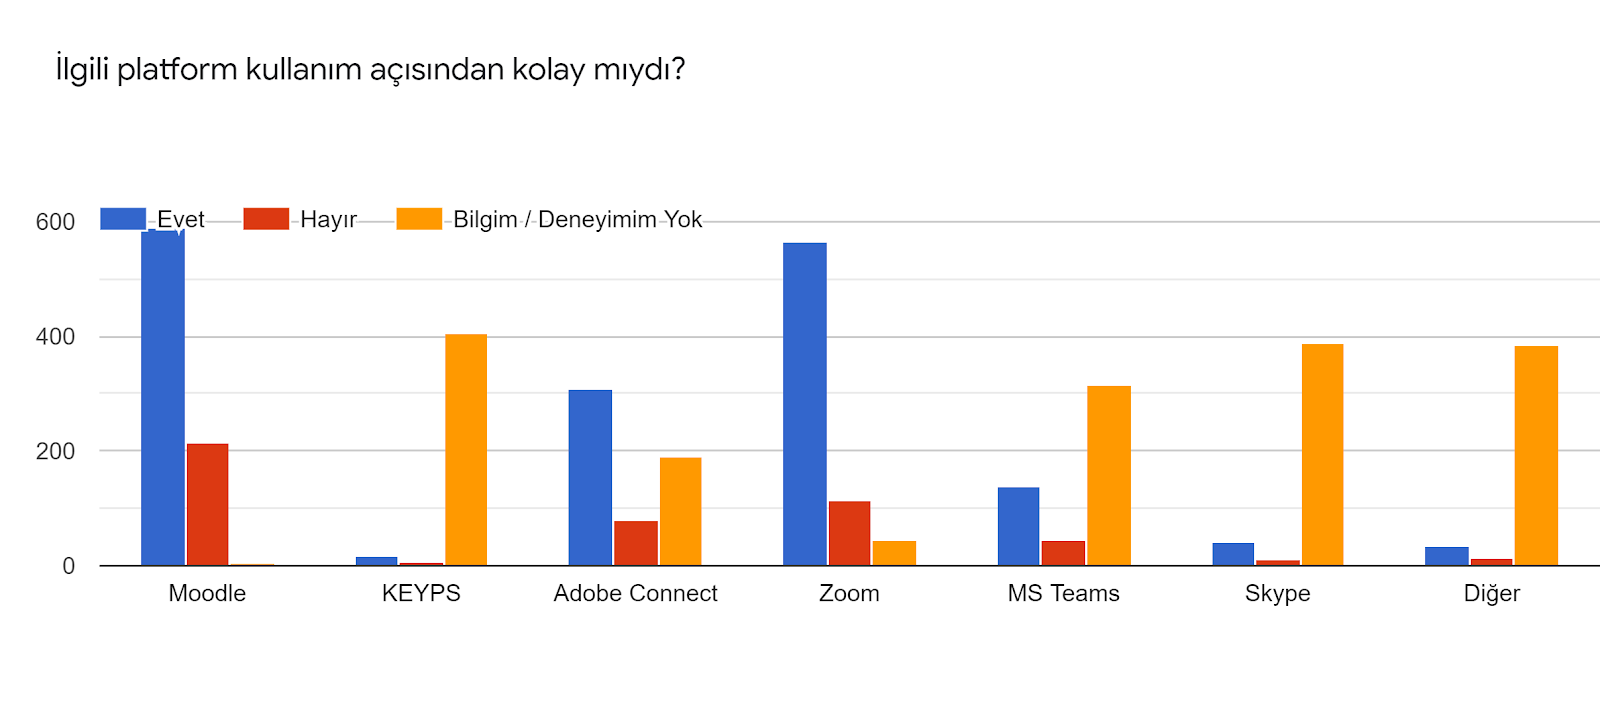 İlgili platform kullanım açısından kolay mıydı?
Evet Hayır Bilgim / Deneyimim Yok
600
400
200
0
Moodle KEYPS Adobe Connect Zoom MS Teams Skype Diğer